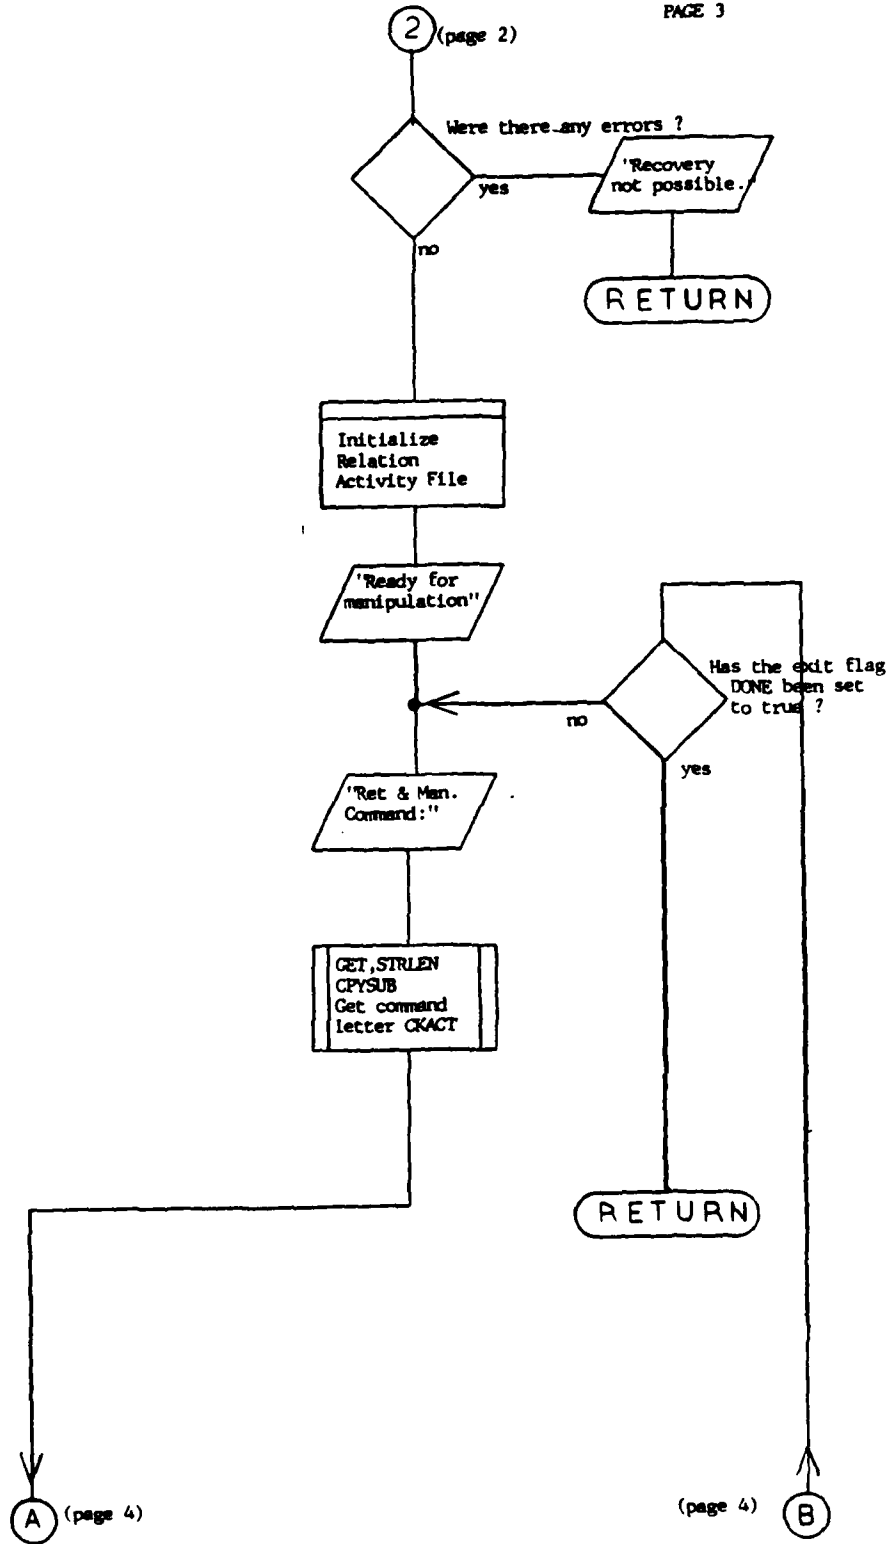 PAGE 3
2 (page 2)
Were there any errors ?
yes
"Recovery
not possible.
no
RETURN
Initialize
Relation
Activity File
"Ready for
manipulation"
Has the exit flag
DONE been set
to true ?
no
yes
"Ret & Man.
Command:"
GET,STRLEN
CPYSUB
Get command
letter CKACT
RETURN
A (page 4)
(page 4) B